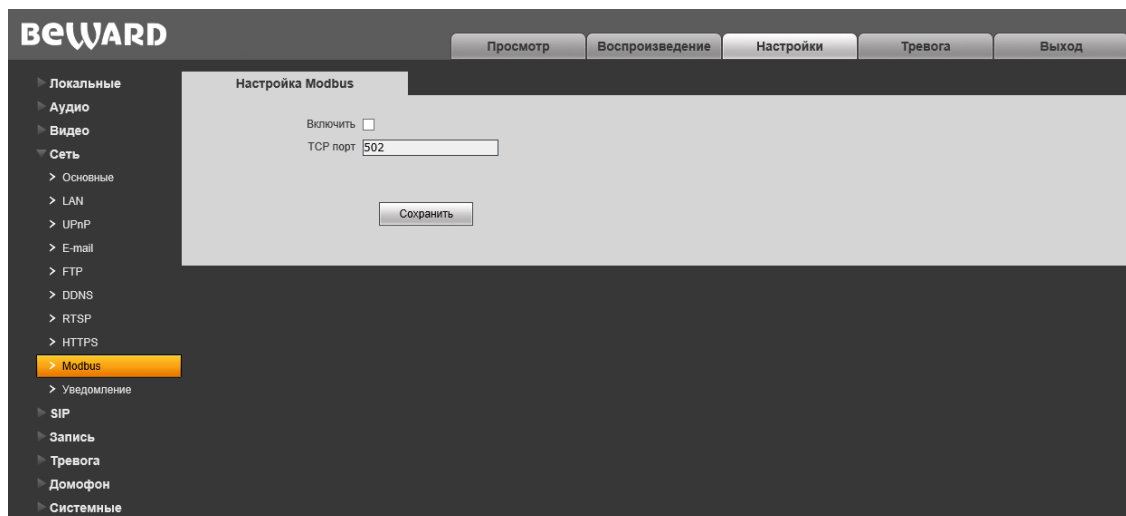 BEWARD
Просмотр Воспроизведение Настройки Тревога Выход
Локальные
Аудио
Видео
Сеть
> Основные
> LAN
> UPnP
> E-mail
> FTP
> DDNS
> RTSP
> HTTPS
> Modbus
> Уведомление
SIP
Запись
Тревога
Домофон
Системные
Настройка Modbus
Включить
TCP порт 502
Сохранить